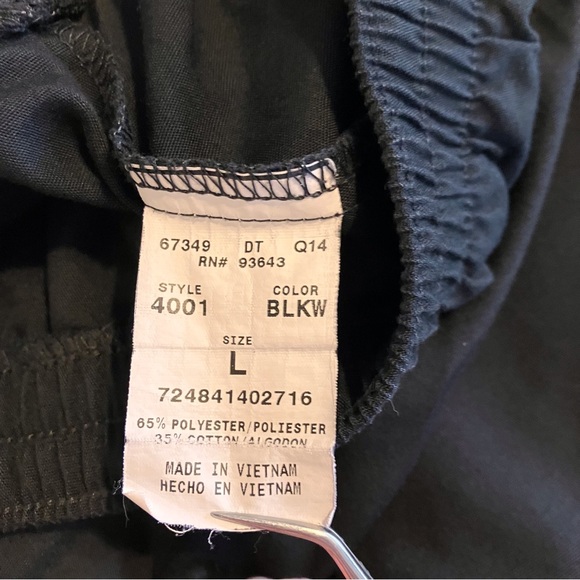 67349 DT Q14
RN# 93643
STYLE COLOR
4001 BLKW
SIZE
L
724841402716
65% POLYESTER/POLIESTER
35% COTTON/ALGODON
MADE IN VIETNAM
HECHO EN VIETNAM